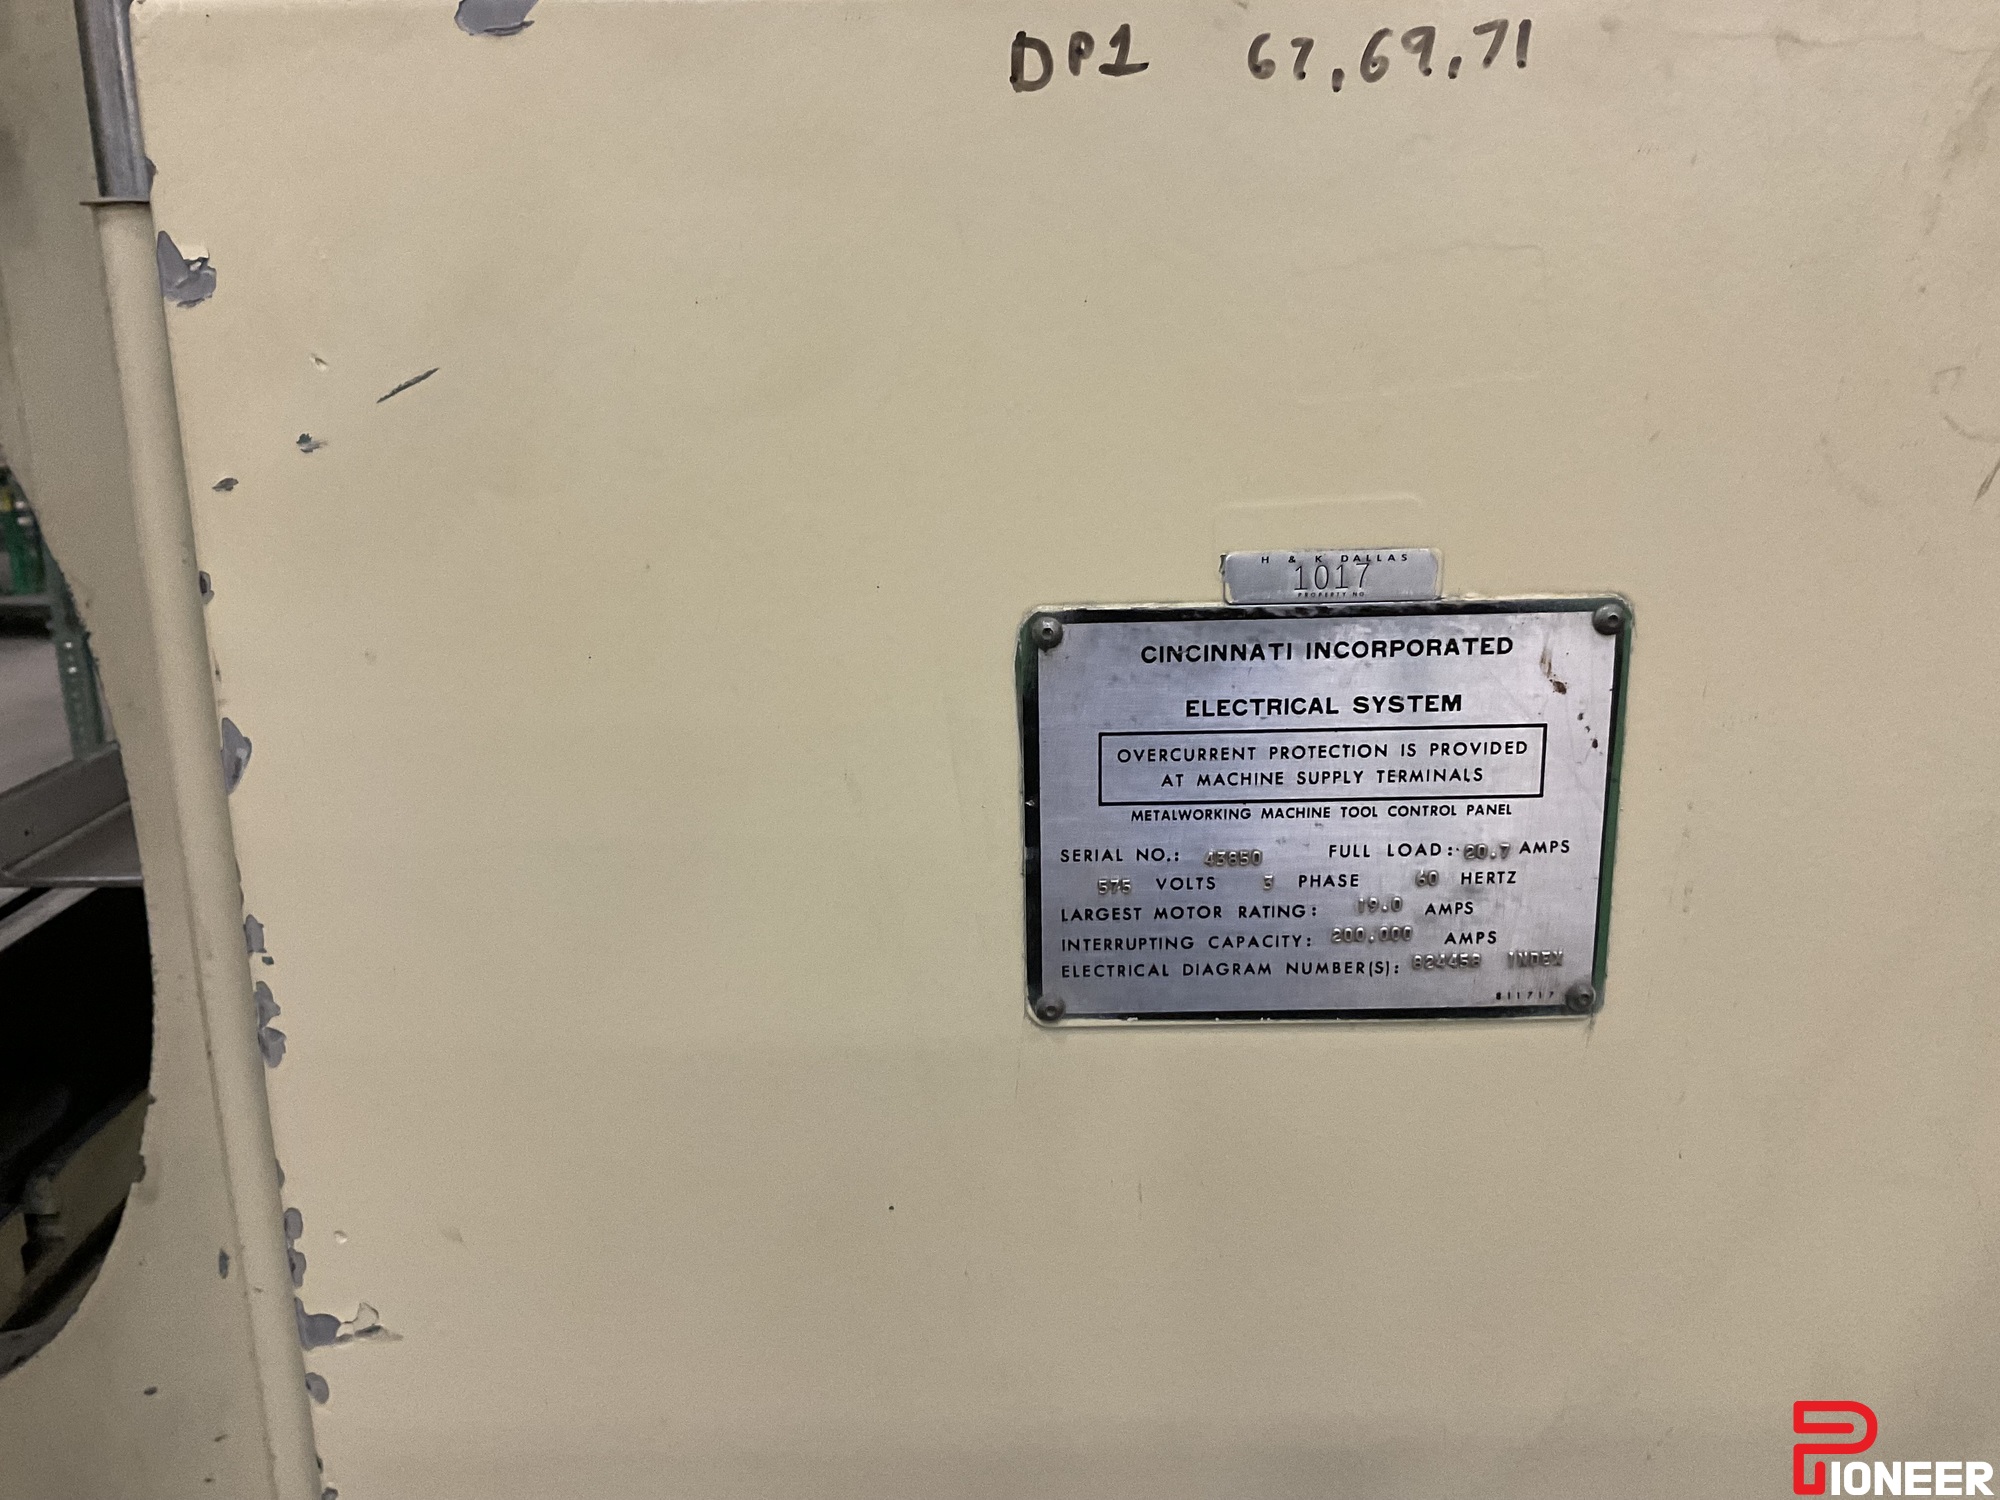 DP1 67,69,71
H & K DALLAS
1017
PROPERTY NO
CINCINNATI INCORPORATED
ELECTRICAL SYSTEM
OVERCURRENT PROTECTION IS PROVIDED
AT MACHINE SUPPLY TERMINALS
METALWORKING MACHINE TOOL CONTROL PANEL
SERIAL NO.: 43850 FULL LOAD: 20.7 AMPS
575 VOLTS 3 PHASE 60 HERTZ
LARGEST MOTOR RATING: 19.0 AMPS
INTERRUPTING CAPACITY: 200.000 AMPS
ELECTRICAL DIAGRAM NUMBER(S): INDEX
811717
PIONEER